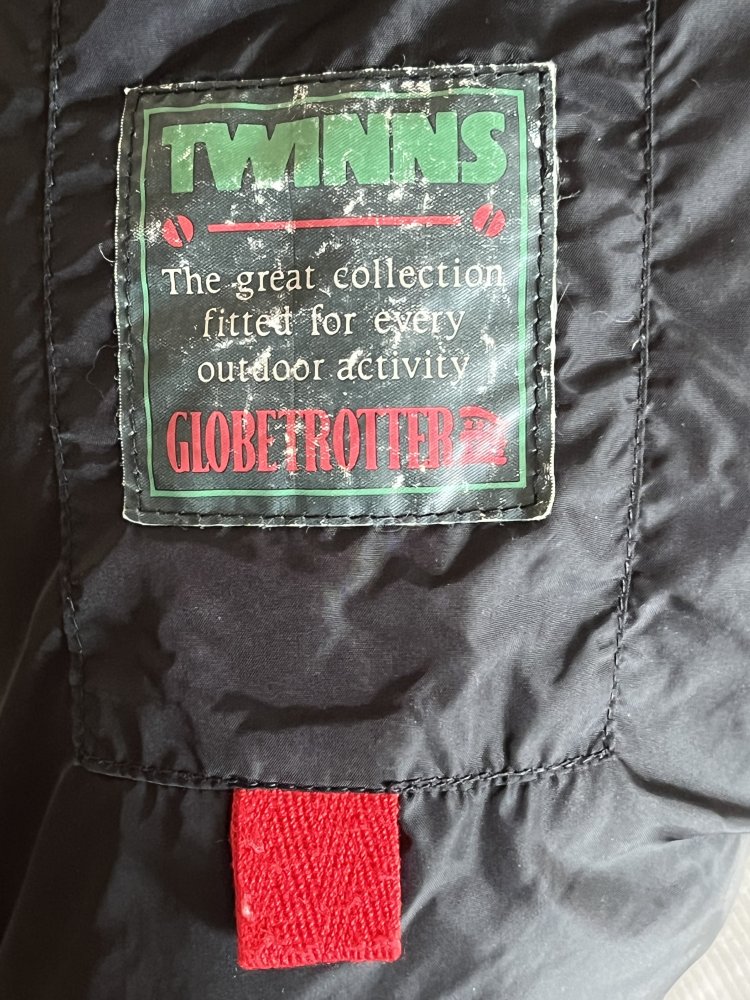 TWINNS
The great collection
fitted for every
outdoor activity
GLOBETROTTER